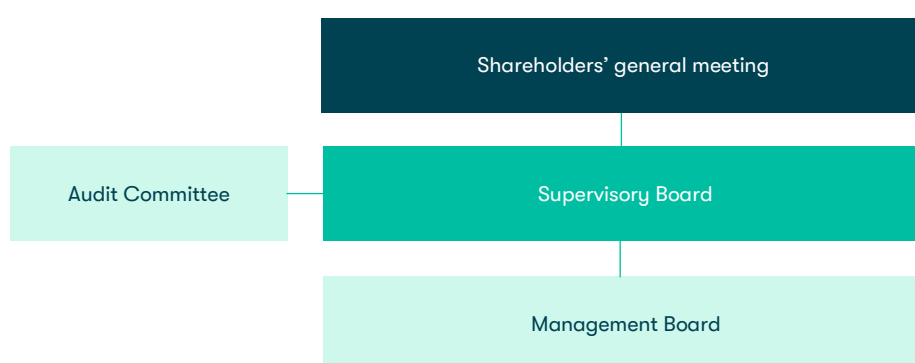 Shareholders’ general meeting
Audit Committee
Supervisory Board
Management Board